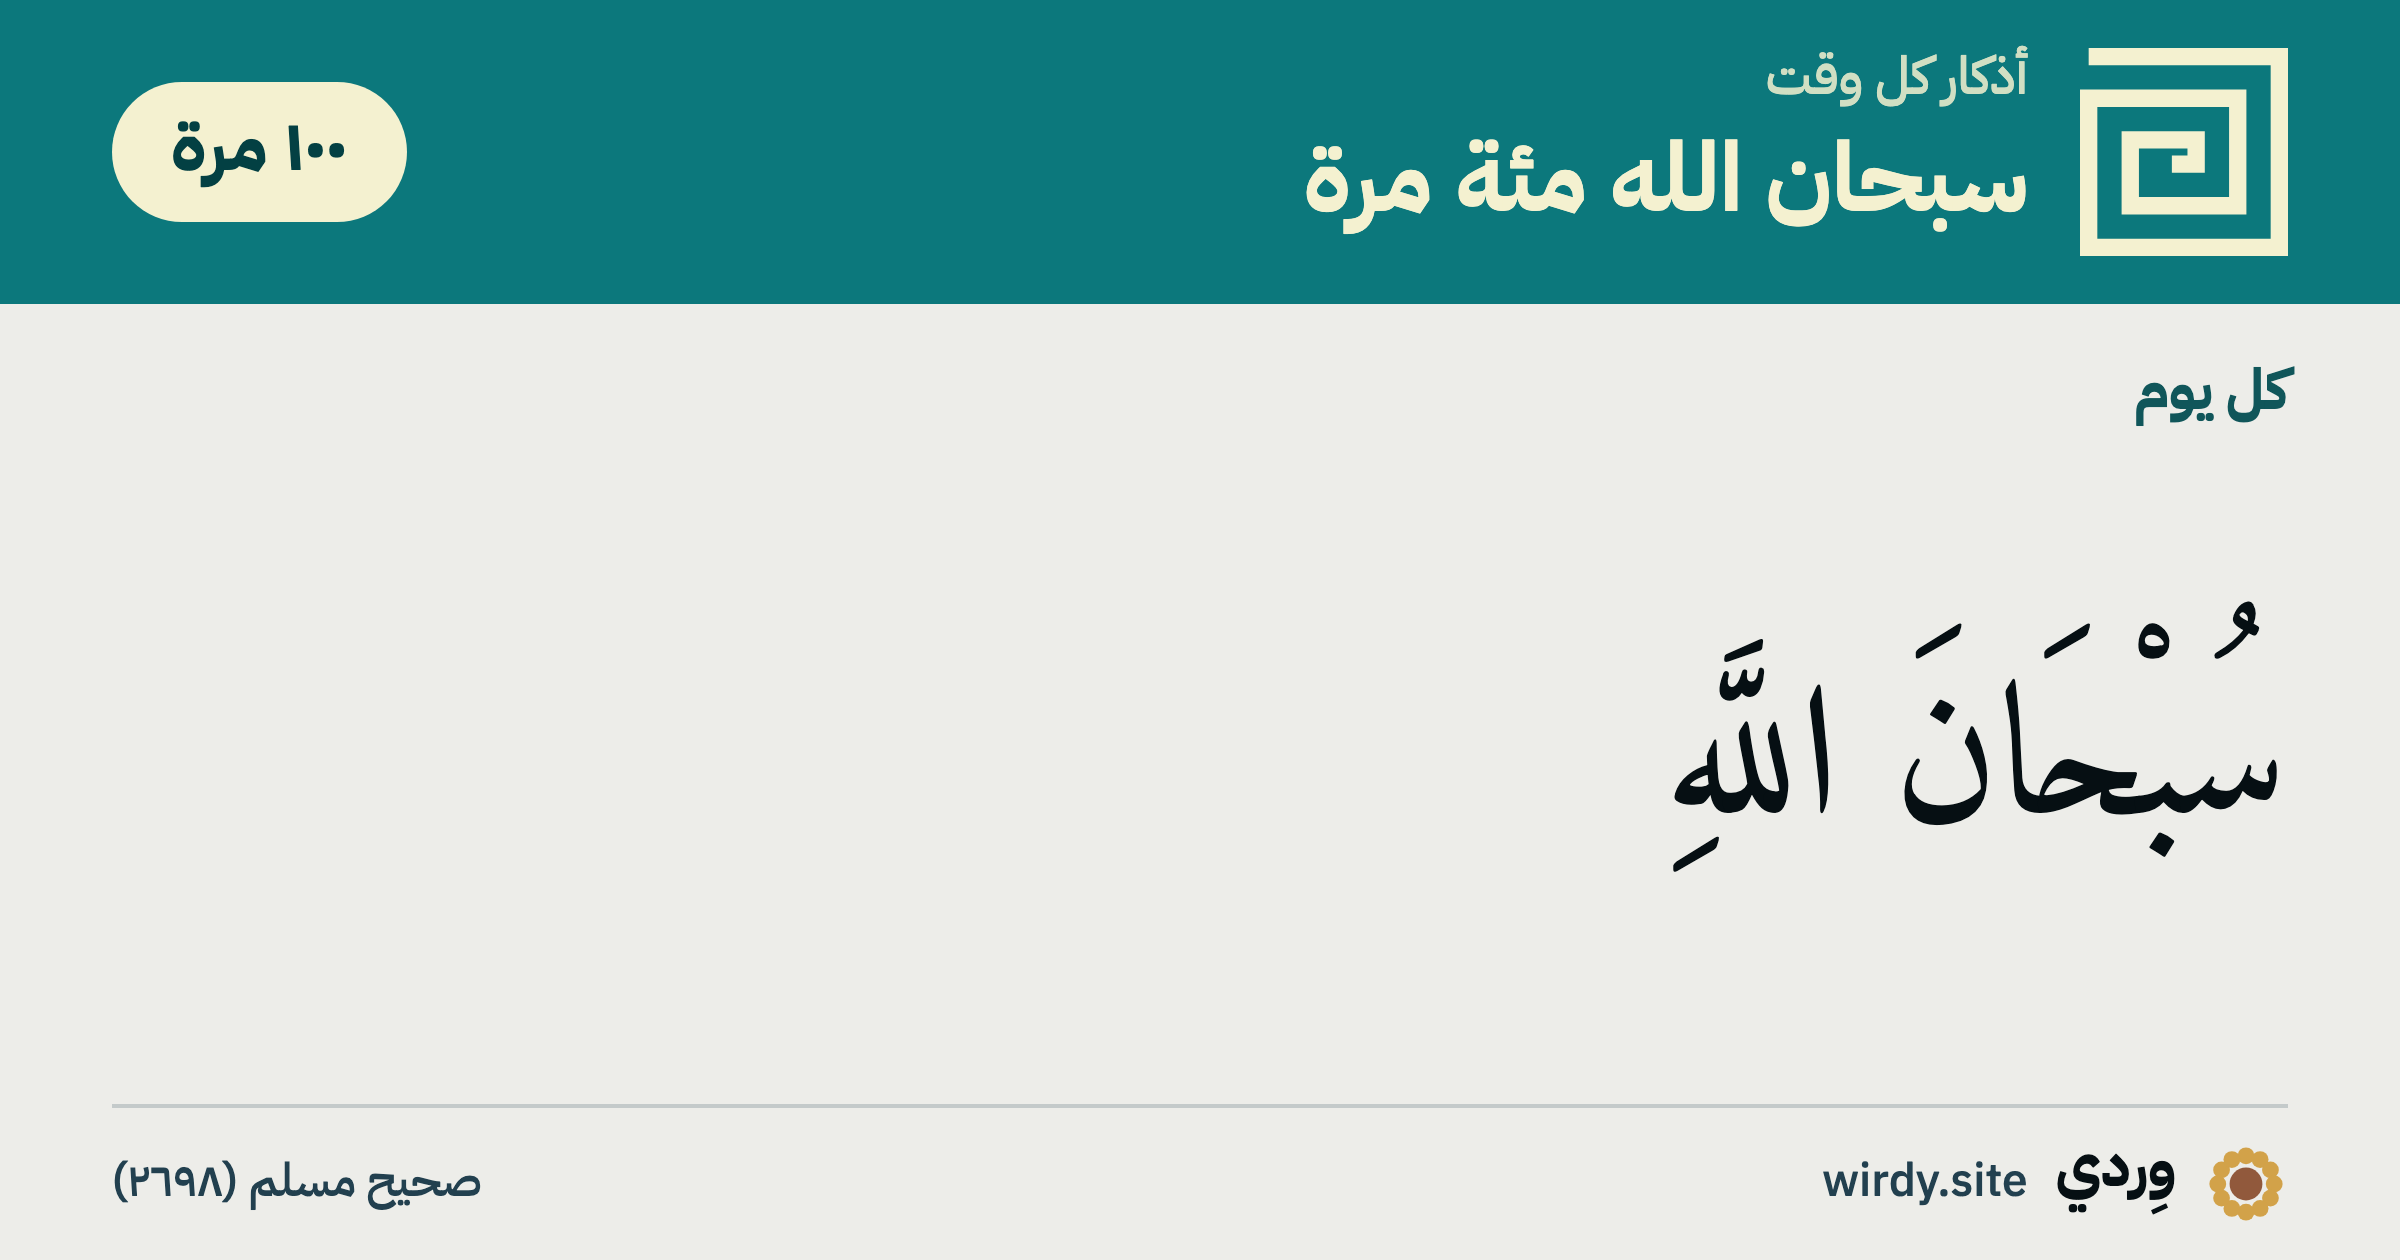 أذكار كل وقت
سبحان الله مئة مرة
١٠٠ مرة
كل يوم
سُبْحَانَ اللَّهِ
وِردي wirdy.site
صحيح مسلم (٢٦٩٨)